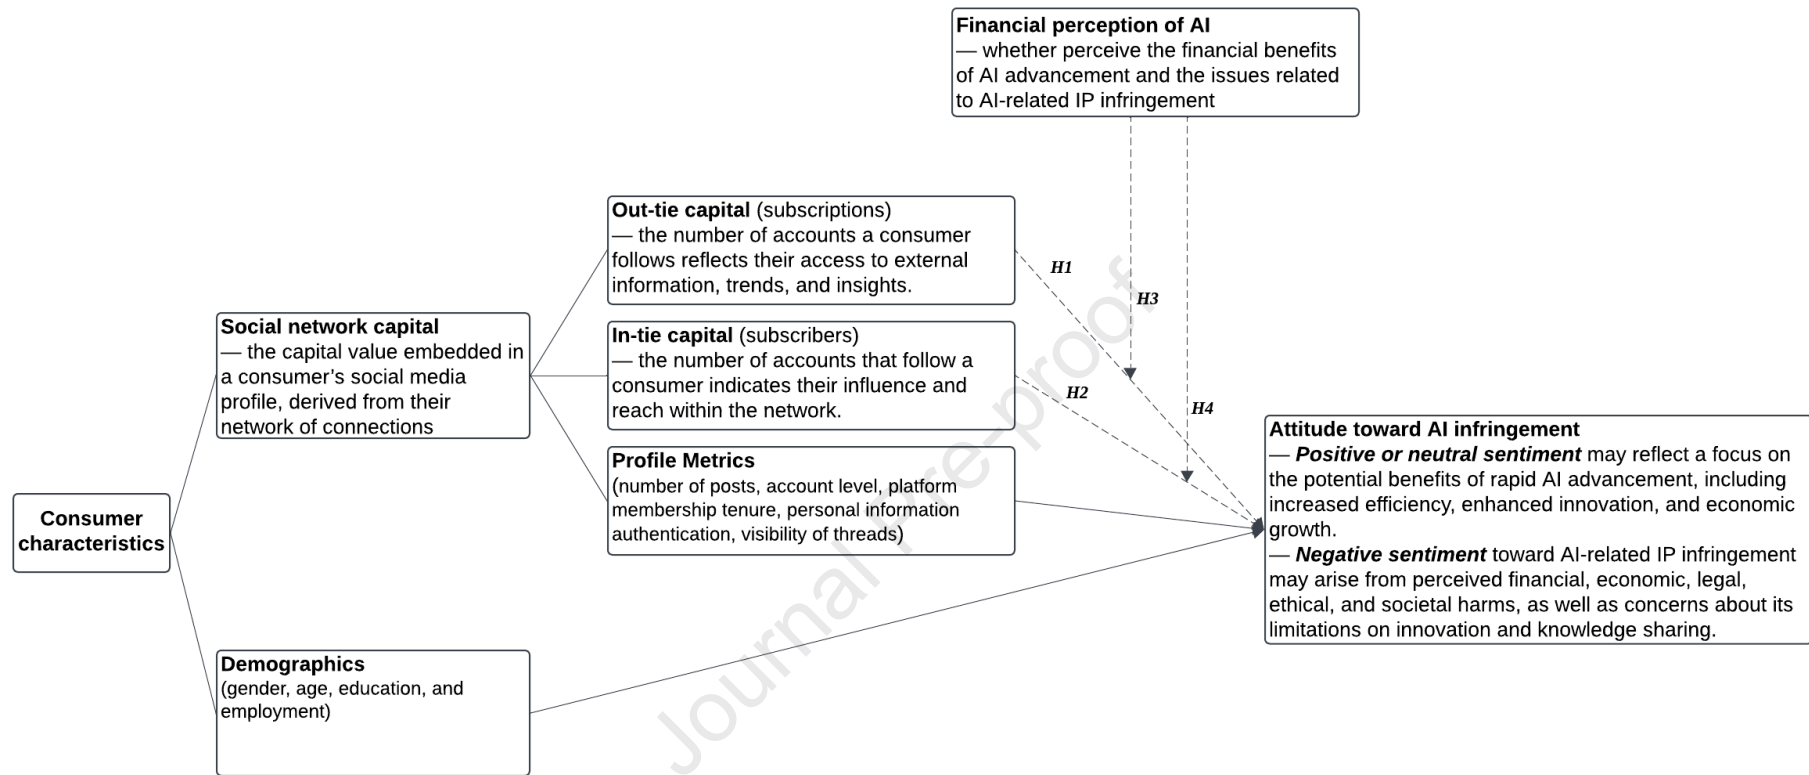 Financial perception of AI
— whether perceive the financial benefits
of AI advancement and the issues related
to AI-related IP infringement
Out-tie capital (subscriptions)
— the number of accounts a consumer
follows reflects their access to external
information, trends, and insights.
H1
H3
Social network capital
— the capital value embedded in
a consumer’s social media
profile, derived from their
network of connections
In-tie capital (subscribers)
— the number of accounts that follow a
consumer indicates their influence and
reach within the network.
H2
H4
Profile Metrics
(number of posts, account level, platform
membership tenure, personal information
authentication, visibility of threads)
Attitude toward AI infringement
— Positive or neutral sentiment may reflect a focus on
the potential benefits of rapid AI advancement, including
increased efficiency, enhanced innovation, and economic
growth.
— Negative sentiment toward AI-related IP infringement
may arise from perceived financial, economic, legal,
ethical, and societal harms, as well as concerns about its
limitations on innovation and knowledge sharing.
Consumer
characteristics
Demographics
(gender, age, education, and
employment)
Journal Pre-proof